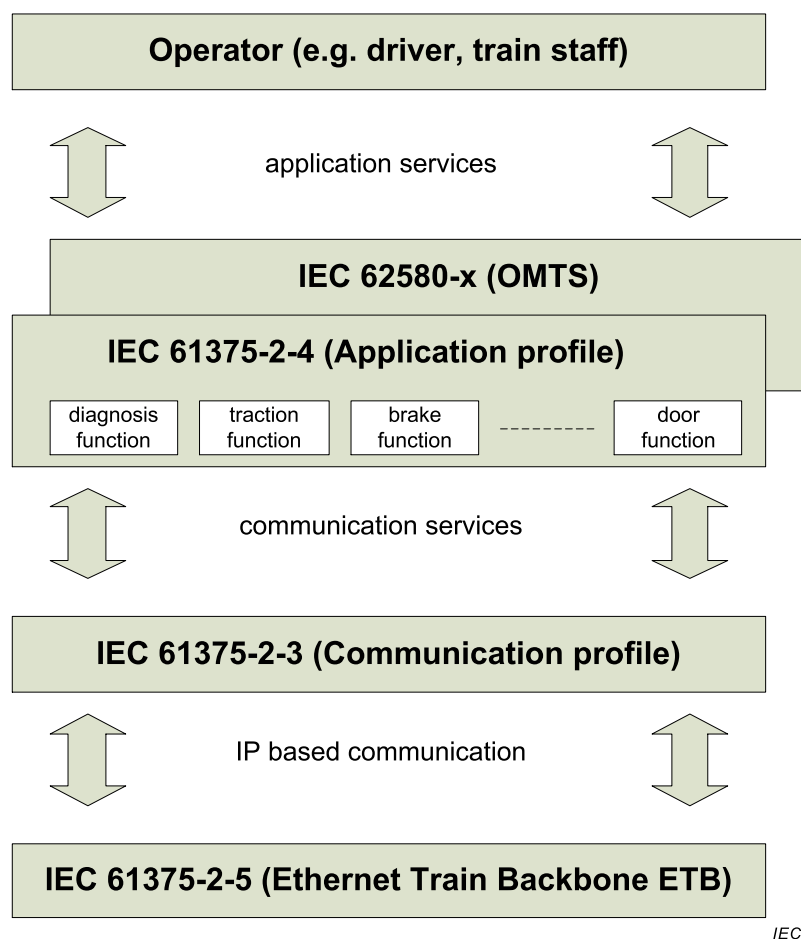 Operator (e.g. driver, train staff)
application services
IEC 62580-x (OMTS)
IEC 61375-2-4 (Application profile)
diagnosis
function
traction
function
brake
function
door
function
communication services
IEC 61375-2-3 (Communication profile)
IP based communication
IEC 61375-2-5 (Ethernet Train Backbone ETB)
IEC